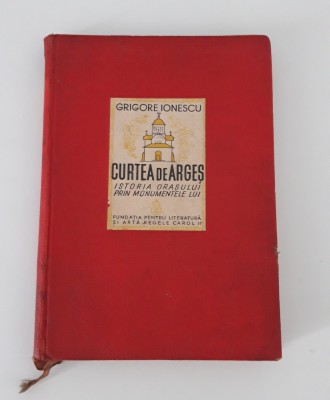 GRIGORE IONESCU
CURTEA DE ARGEȘ
ISTORIA ORAȘULUI
PRIN MONUMENTELE LUI
FUNDAȚIA PENTRU LITERATURĂ
ȘI ARTĂ „REGELE CAROL II"